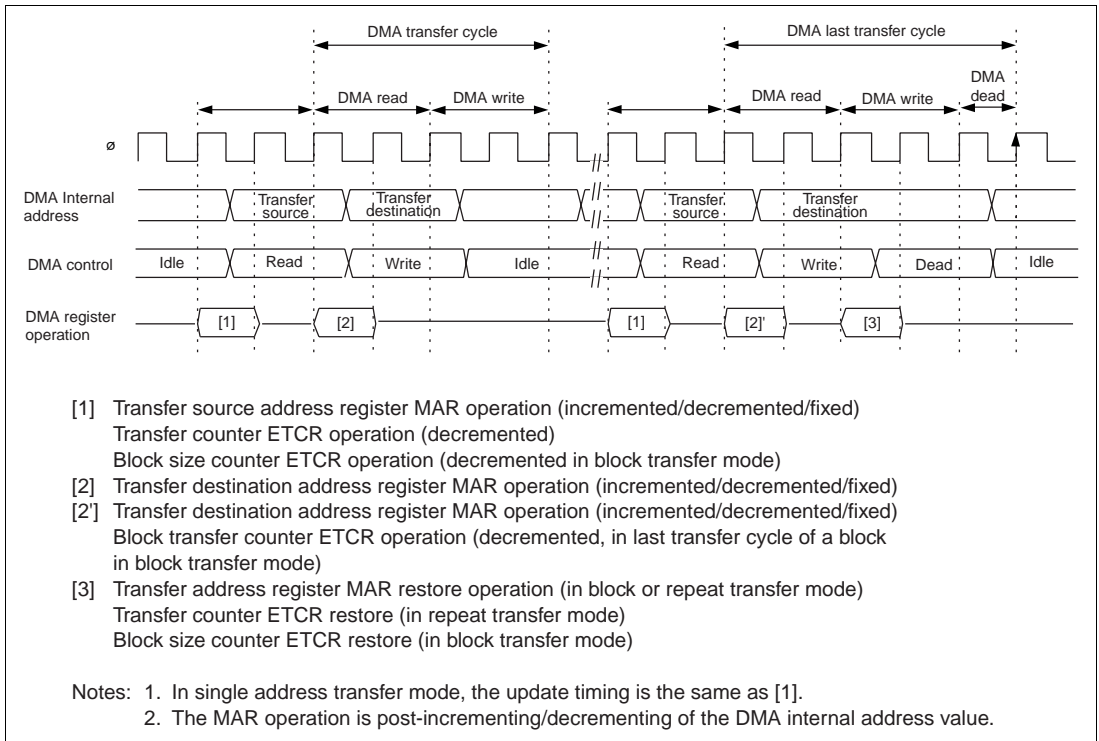 DMA transfer cycle
DMA last transfer cycle
DMA read
DMA write
DMA read
DMA write
DMA
dead
ø
DMA Internal
address
Transfer
source
Transfer
destination
Transfer
source
Transfer
destination
DMA control
Idle
Read
Write
Idle
Read
Write
Dead
Idle
DMA register
operation
[1]
[2]
[1]
[2]'
[3]
[1] Transfer source address register MAR operation (incremented/decremented/fixed)
Transfer counter ETCR operation (decremented)
Block size counter ETCR operation (decremented in block transfer mode)
[2] Transfer destination address register MAR operation (incremented/decremented/fixed)
[2'] Transfer destination address register MAR operation (incremented/decremented/fixed)
Block transfer counter ETCR operation (decremented, in last transfer cycle of a block
in block transfer mode)
[3] Transfer address register MAR restore operation (in block or repeat transfer mode)
Transfer counter ETCR restore (in repeat transfer mode)
Block size counter ETCR restore (in block transfer mode)
Notes: 1. In single address transfer mode, the update timing is the same as [1].
2. The MAR operation is post-incrementing/decrementing of the DMA internal address value.